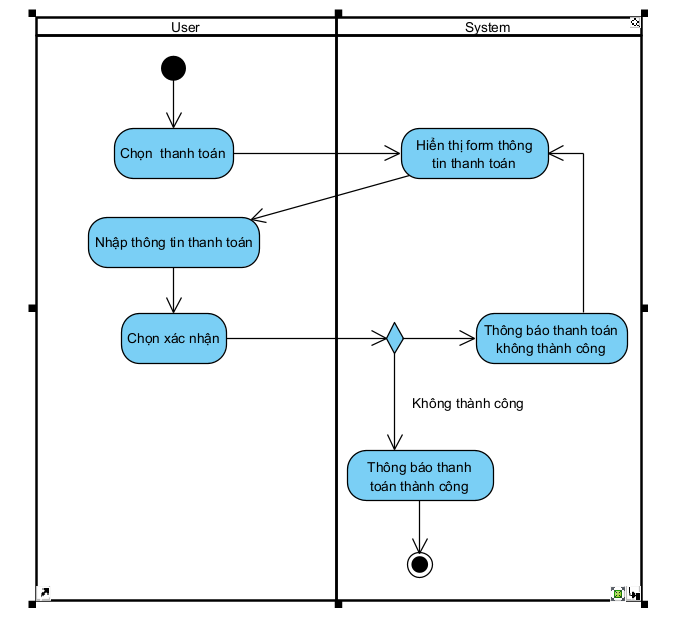 User
System
Chọn thanh toán
Hiển thị form thông
tin thanh toán
Nhập thông tin thanh toán
Chọn xác nhận
Thông báo thanh toán
không thành công
Không thành công
Thông báo thanh
toán thành công